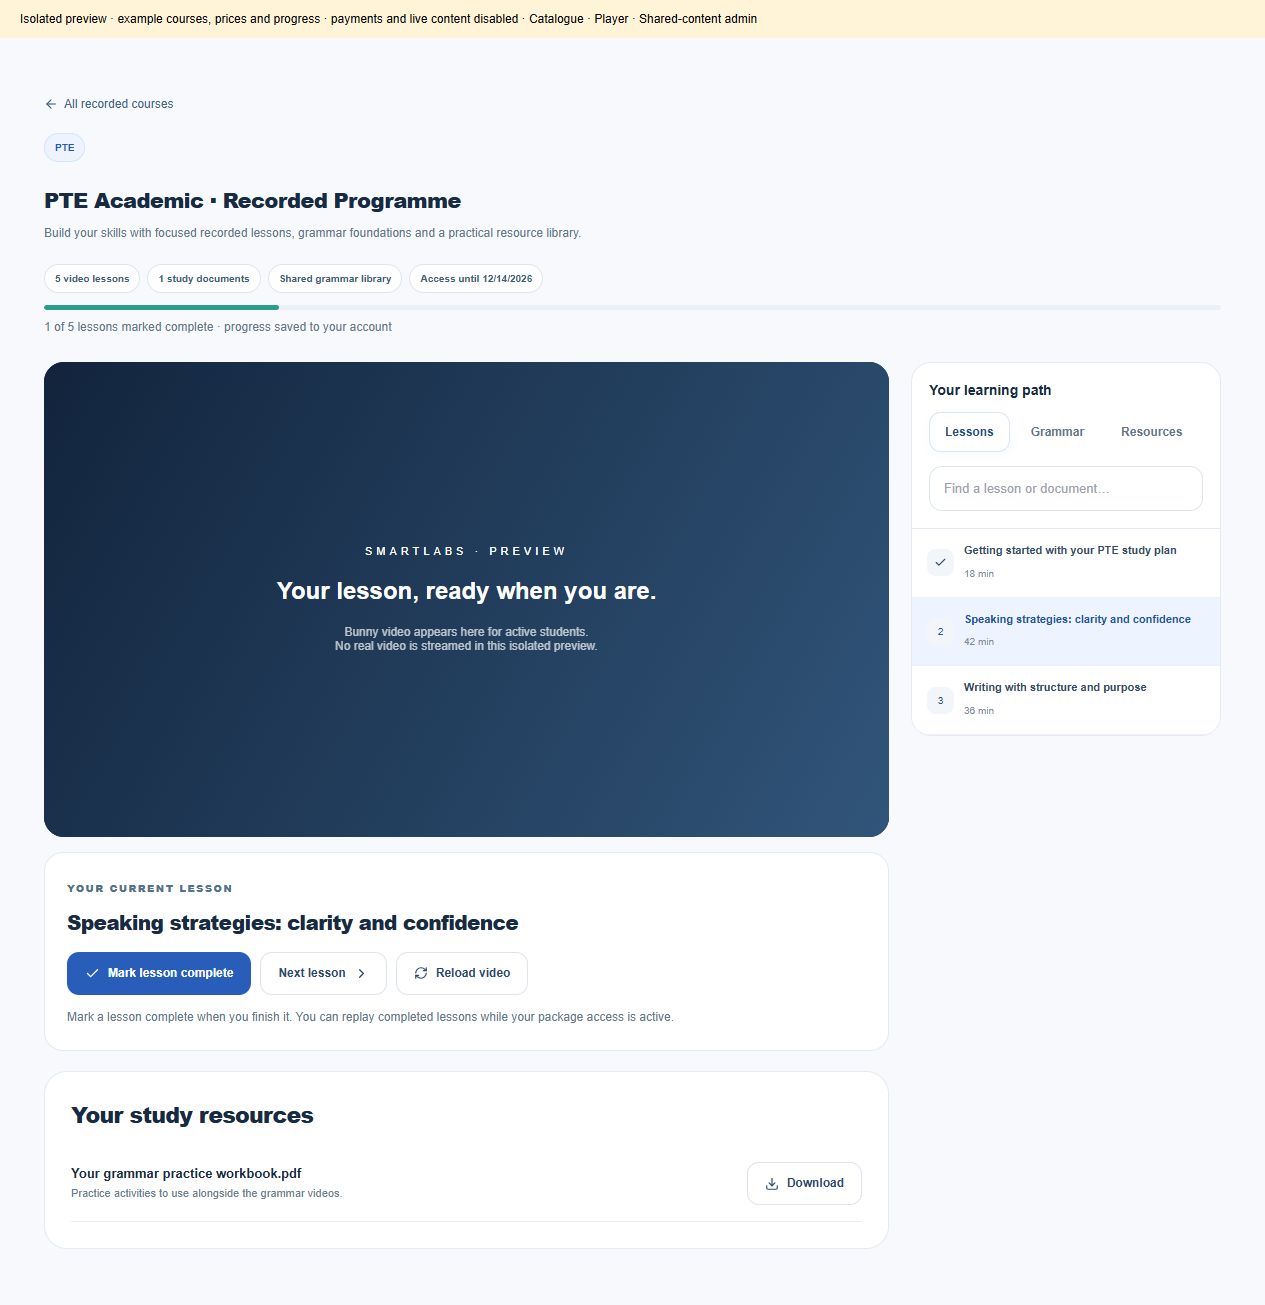 Isolated preview · example courses, prices and progress · payments and live content disabled · Catalogue · Player · Shared-content admin
All recorded courses
PTE
PTE Academic · Recorded Programme
Build your skills with focused recorded lessons, grammar foundations and a practical resource library.
5 video lessons
1 study documents
Shared grammar library
Access until 12/14/2026
1 of 5 lessons marked complete · progress saved to your account
SMARTLABS · PREVIEW
Your lesson, ready when you are.
Bunny video appears here for active students.
No real video is streamed in this isolated preview.
Your learning path
Lessons
Grammar
Resources
Find a lesson or document...
Getting started with your PTE study plan
18 min
2
Speaking strategies: clarity and confidence
42 min
3
Writing with structure and purpose
36 min
YOUR CURRENT LESSON
Speaking strategies: clarity and confidence
Mark lesson complete
Next lesson
Reload video
Mark a lesson complete when you finish it. You can replay completed lessons while your package access is active.
Your study resources
Your grammar practice workbook.pdf
Practice activities to use alongside the grammar videos.
Download